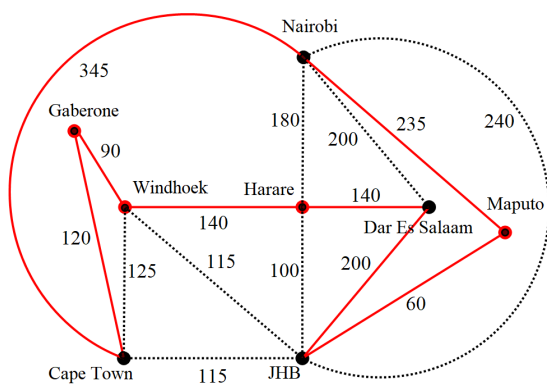 Nairobi
345
Gaberone
180
200
235
240
90
Windhoek
Harare
140
Maputo
140
Dar Es Salaam
120
125
115
100
200
60
Cape Town
115
JHB